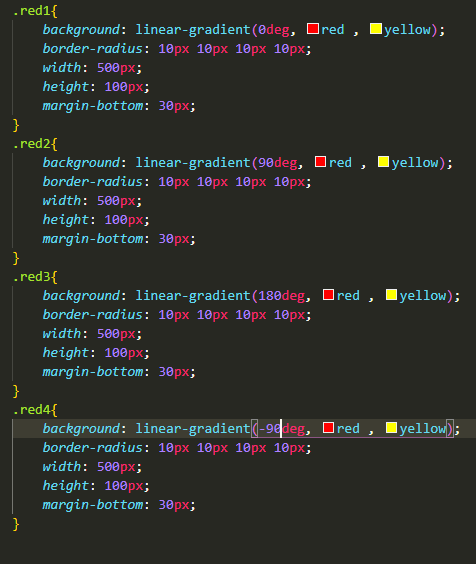 .red1{
background: linear-gradient(0deg, red , yellow);
border-radius: 10px 10px 10px 10px;
width: 500px;
height: 100px;
margin-bottom: 30px;
}
.red2{
background: linear-gradient(90deg, red , yellow);
border-radius: 10px 10px 10px 10px;
width: 500px;
height: 100px;
margin-bottom: 30px;
}
.red3{
background: linear-gradient(180deg, red , yellow);
border-radius: 10px 10px 10px 10px;
width: 500px;
height: 100px;
margin-bottom: 30px;
}
.red4{
background: linear-gradient(-90deg, red , yellow);
border-radius: 10px 10px 10px 10px;
width: 500px;
height: 100px;
margin-bottom: 30px;
}